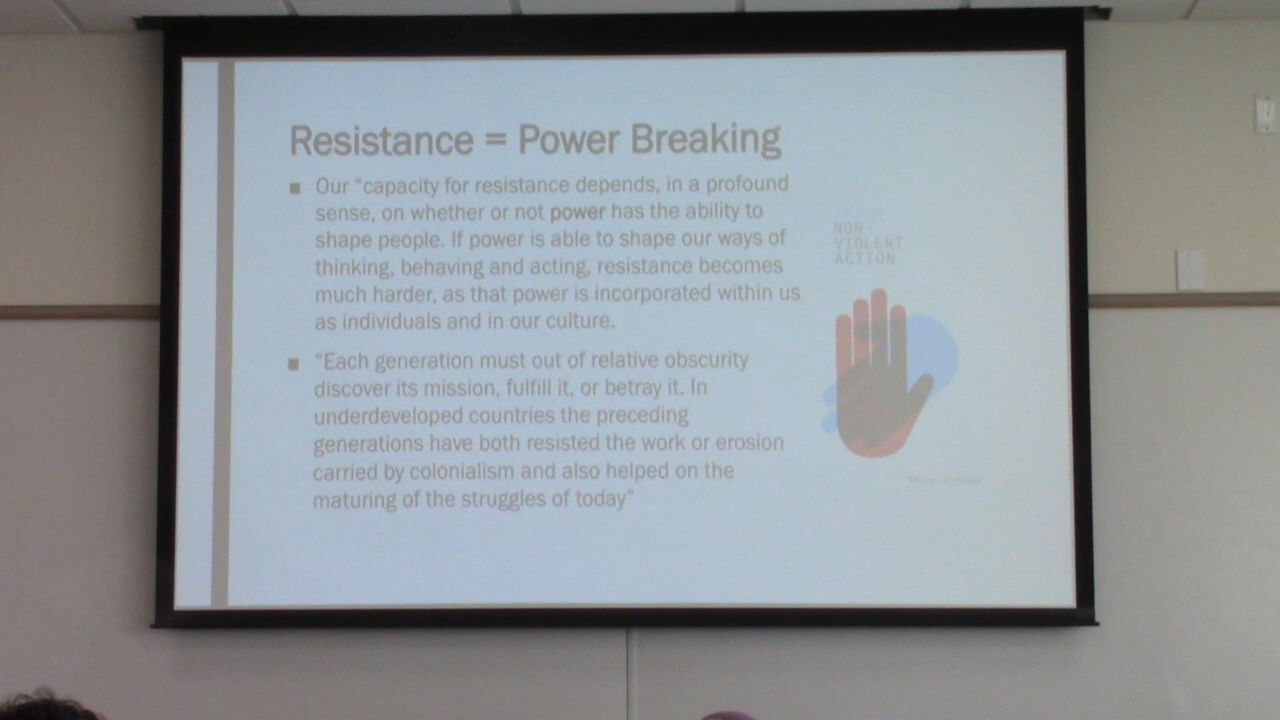 Resistance = Power Breaking
Our “capacity for resistance depends, in a profound
sense, on whether or not power has the ability to
shape people. If power is able to shape our ways of
thinking, behaving and acting, resistance becomes
much harder, as that power is incorporated within us
as individuals and in our culture.
“Each generation must out of relative obscurity
discover its mission, fulfill it, or betray it. In
underdeveloped countries the preceding
generations have both resisted the work or erosion
carried by colonialism and also helped on the
maturing of the struggles of today”
NON-
VIOLENT
ACTION